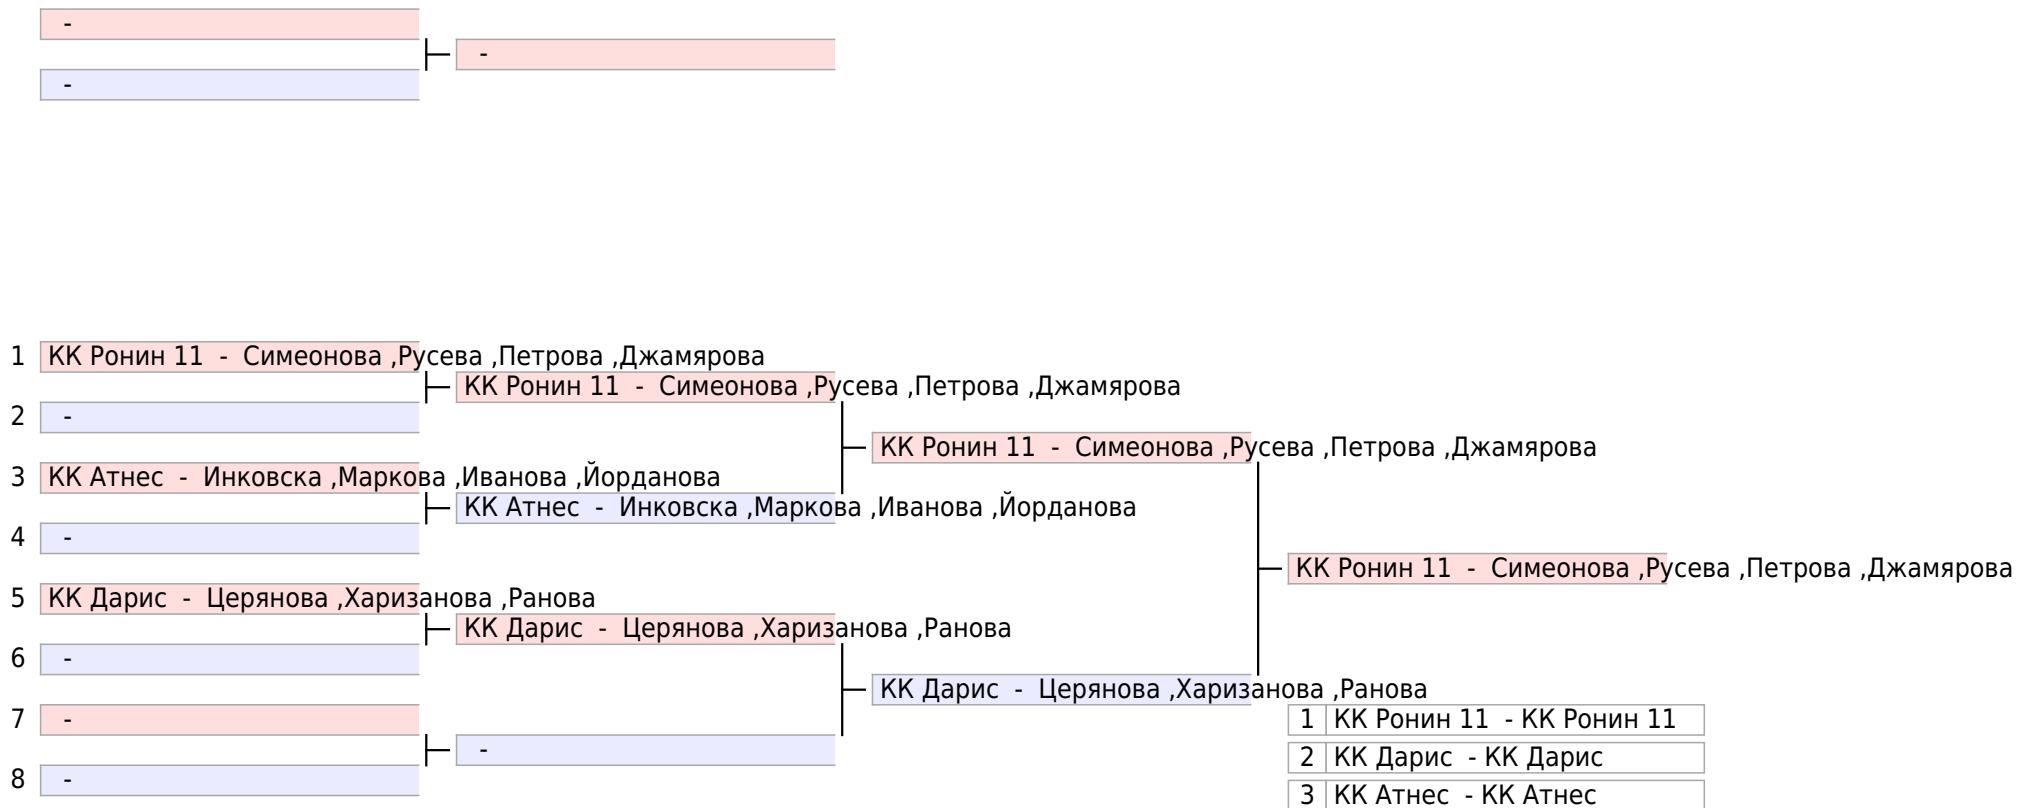 -
-
-
1 КК Ронин 11 - Симеонова ,Русева ,Петрова ,Джамярова
КК Ронин 11 - Симеонова ,Русева ,Петрова ,Джамярова
2 -
КК Ронин 11 - Симеонова ,Русева ,Петрова ,Джамярова
3 КК Атнес - Инковска ,Маркова ,Иванова ,Йорданова
КК Атнес - Инковска ,Маркова ,Иванова ,Йорданова
4 -
КК Ронин 11 - Симеонова ,Русева ,Петрова ,Джамярова
5 КК Дарис - Церянова ,Харизанова ,Ранова
КК Дарис - Церянова ,Харизанова ,Ранова
6 -
КК Дарис - Церянова ,Харизанова ,Ранова
7 -
1 КК Ронин 11 - КК Ронин 11
-
2 КК Дарис - КК Дарис
8 -
3 КК Атнес - КК Атнес